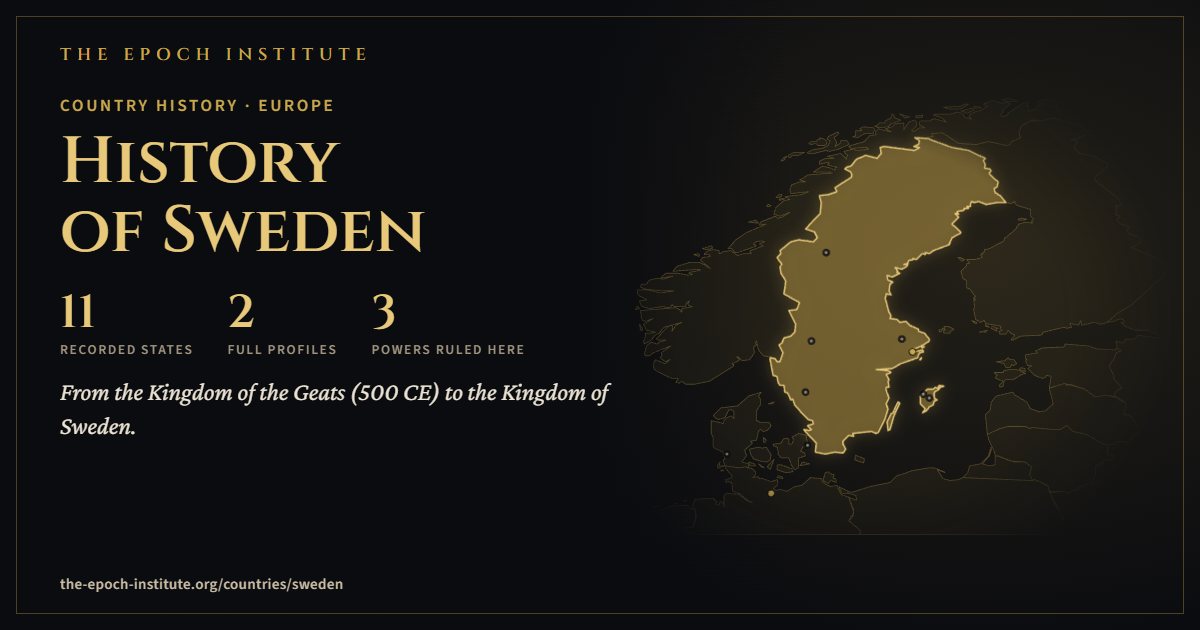 THE EPOCH INSTITUTE
COUNTRY HISTORY · EUROPE
HISTORY
OF SWEDEN
11 2 3
RECORDED STATES FULL PROFILES POWERS RULED HERE
From the Kingdom of the Geats (500 CE) to the Kingdom of
Sweden.
the-epoch-institute.org/countries/sweden